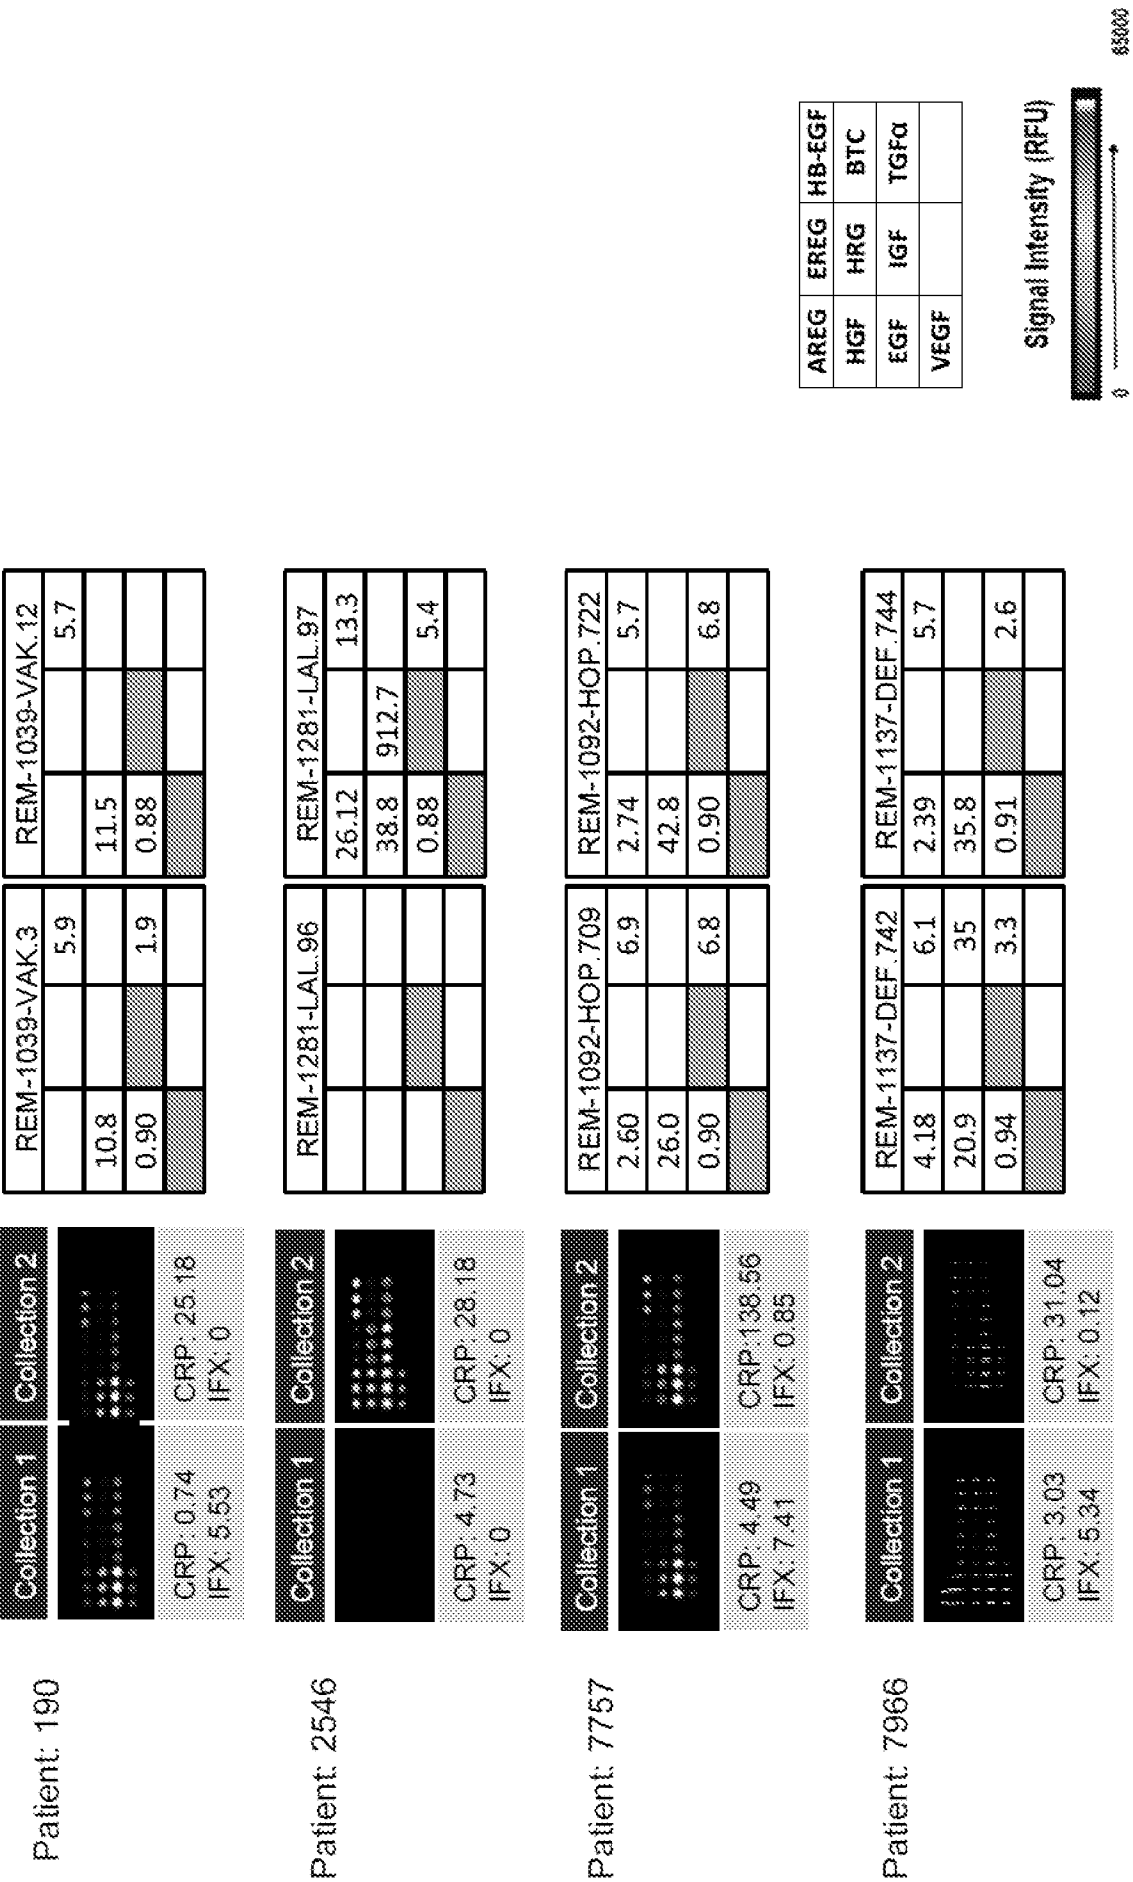 Patient: 190
Collection 1
Collection 2
CRP: 0.74
IFX: 5.53
CRP: 25.18
IFX: 0
REM-1039-VAK.3
5.9
10.8
0.90 1.9
REM-1039-VAK.12
5.7
11.5
0.88
Patient: 2546
Collection 1
Collection 2
CRP: 4.73
IFX: 0
CRP: 28.18
IFX: 0
REM-1281-LAL.96
REM-1281-LAL.97
26.12 13.3
38.8 912.7
0.88 5.4
Patient: 7757
Collection 1
Collection 2
CRP: 4.49
IFX: 7.41
CRP:138.56
IFX: 0.85
REM-1092-HOP.709
2.60 6.9
26.0
0.90 6.8
REM-1092-HOP.722
2.74 5.7
42.8
0.90 6.8
Patient: 7966
Collection 1
Collection 2
CRP: 3.03
IFX: 5.34
CRP: 31.04
IFX: 0.12
REM-1137-DEF.742
4.18 6.1
20.9 35
0.94 3.3
REM-1137-DEF.744
2.39 5.7
35.8
0.91 2.6
AREG EREG HB-EGF
HGF HRG BTC
EGF IGF TGFα
VEGF
Signal Intensity (RFU)
0 65000